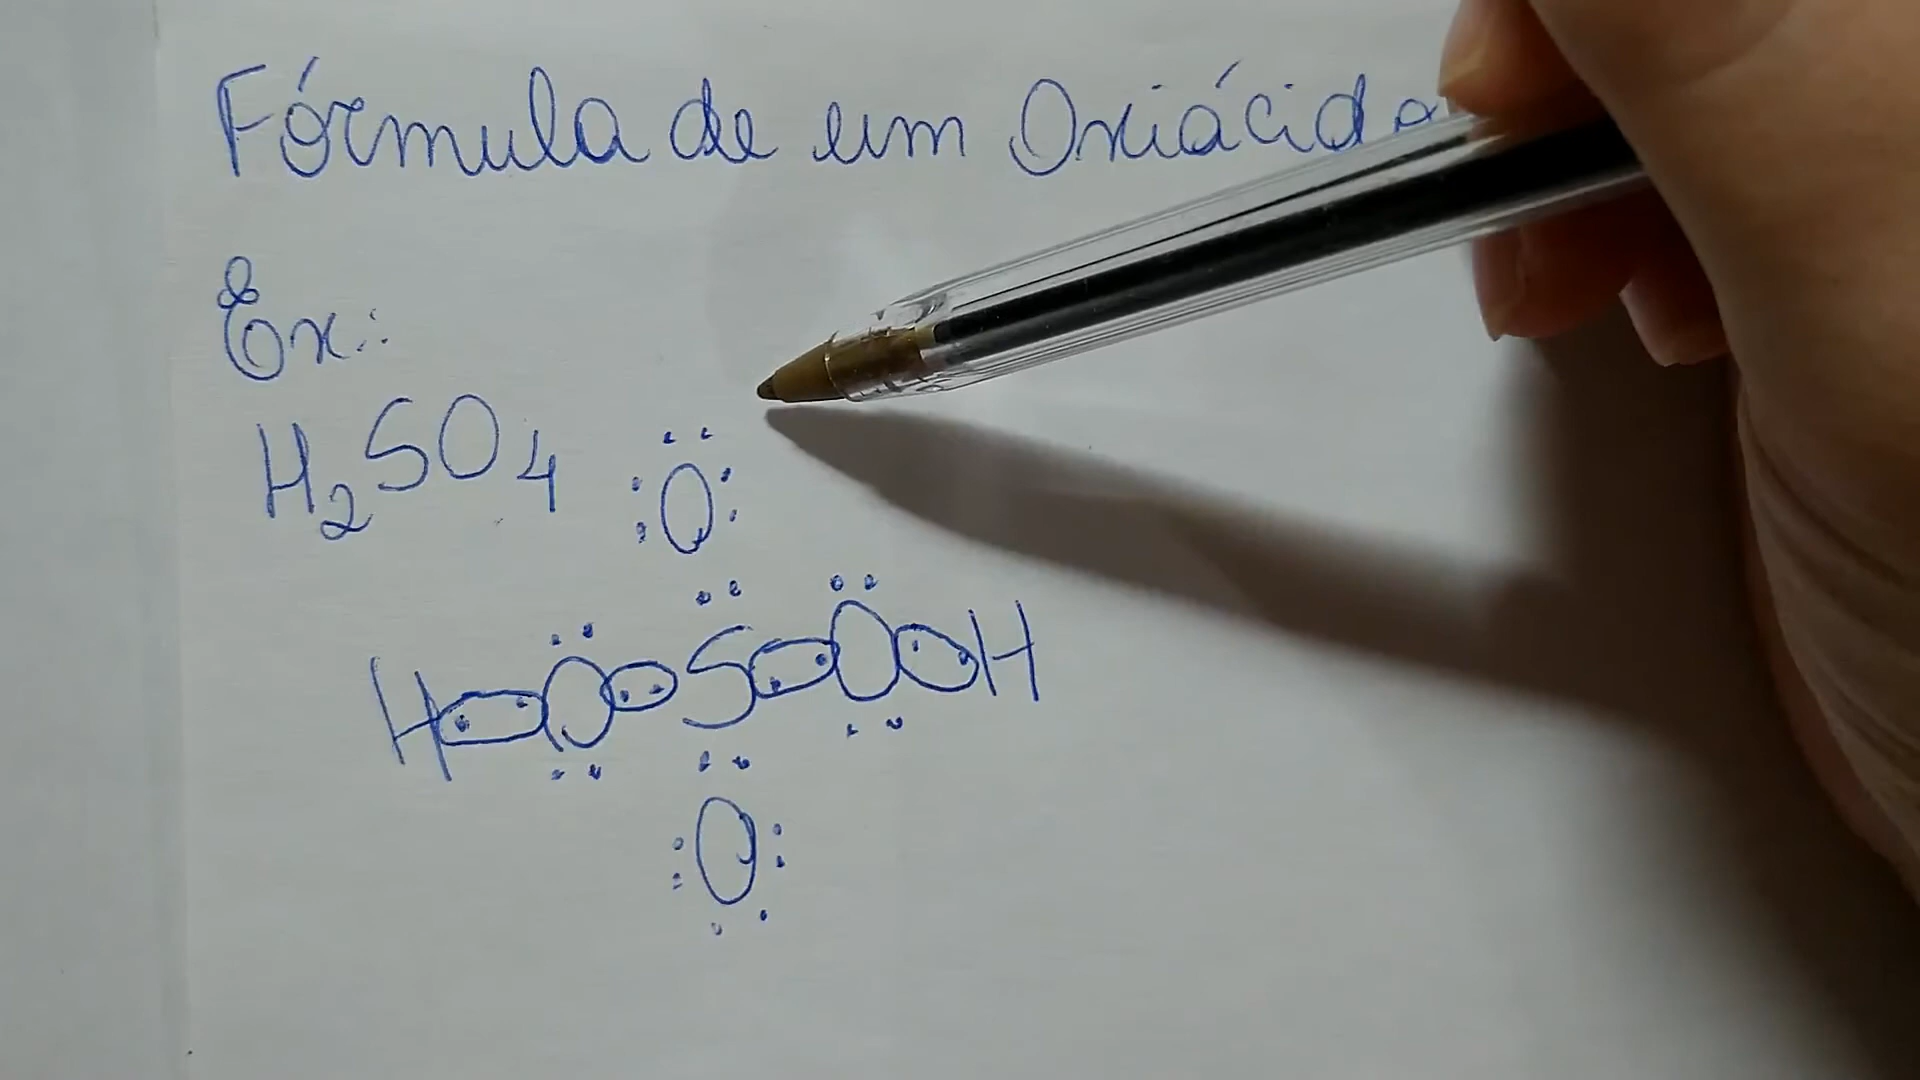 Fórmula de um Oxiácido
Ex.:
H₂SO₄
O
H O S O H
O